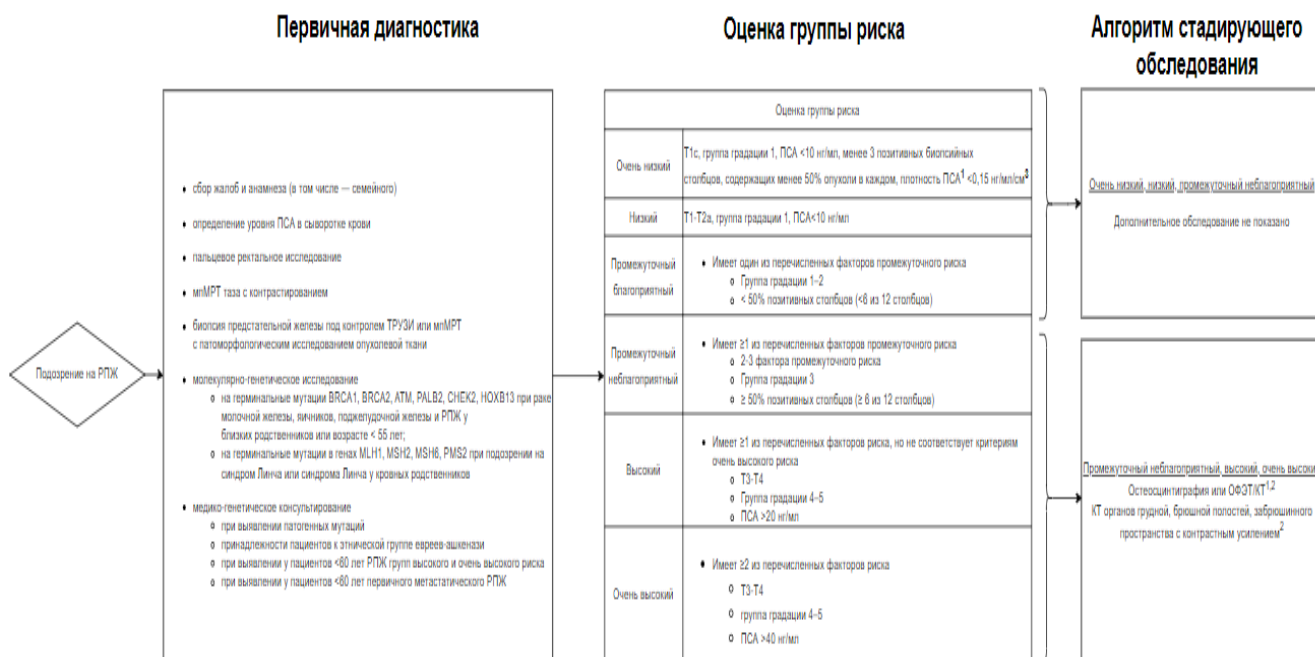 Первичная диагностика
Оценка группы риска
Алгоритм стадирующего
обследования
Подозрение на РПЖ
• сбор жалоб и анамнеза (в том числе — семейного)
• определение уровня ПСА в сыворотке крови
• пальцевое ректальное исследование
• мпМРТ таза с контрастированием
• биопсия предстательной железы под контролем ТРУЗИ или мпМРТ
с патоморфологическим исследованием опухолевой ткани
• молекулярно-генетическое исследование
o на герминальные мутации BRCA1, BRCA2, ATM, PALB2, CHEK2, HOXB13 при раке
молочной железы, яичников, поджелудочной железы и РПЖ у
близких родственников или возрасте < 55 лет;
o на герминальные мутации в генах MLH1, MSH2, MSH6, PMS2 при подозрении на
синдром Линча или синдрома Линча у кровных родственников
• медико-генетическое консультирование
o при выявлении патогенных мутаций
o принадлежности пациентов к этнической группе евреев-ашкенази
o при выявлении у пациентов <60 лет РПЖ групп высокого и очень высокого риска
o при выявлении у пациентов <60 лет первичного метастатического РПЖ
Оценка группы риска
Очень низкий
T1c, группа градации 1, ПСА <10 нг/мл, менее 3 позитивных биопсийных
столбцов, содержащих менее 50% опухоли в каждом, плотность ПСА¹ <0,15 нг/мл/см³
Низкий
T1-T2a, группа градации 1, ПСА<10 нг/мл
Промежуточный
благоприятный
• Имеет один из перечисленных факторов промежуточного риска
o Группа градации 1–2
o < 50% позитивных столбцов (<6 из 12 столбцов)
Промежуточный
неблагоприятный
• Имеет ≥1 из перечисленных факторов промежуточного риска
o 2-3 фактора промежуточного риска
o Группа градации 3
o ≥ 50% позитивных столбцов (≥ 6 из 12 столбцов)
Высокий
• Имеет ≥1 из перечисленных факторов риска, но не соответствует критериям
очень высокого риска
o T3-T4
o Группа градации 4–5
o ПСА >20 нг/мл
Очень высокий
• Имеет ≥2 из перечисленных факторов риска
o T3-T4
o группа градации 4–5
o ПСА >40 нг/мл
Очень низкий, низкий, промежуточный неблагоприятный
Дополнительное обследование не показано
Промежуточный неблагоприятный, высокий, очень высоки
Остеосцинтиграфия или ОФЭТ/КТ¹,²
КТ органов грудной, брюшной полостей, забрюшинного
пространства с контрастным усилением²